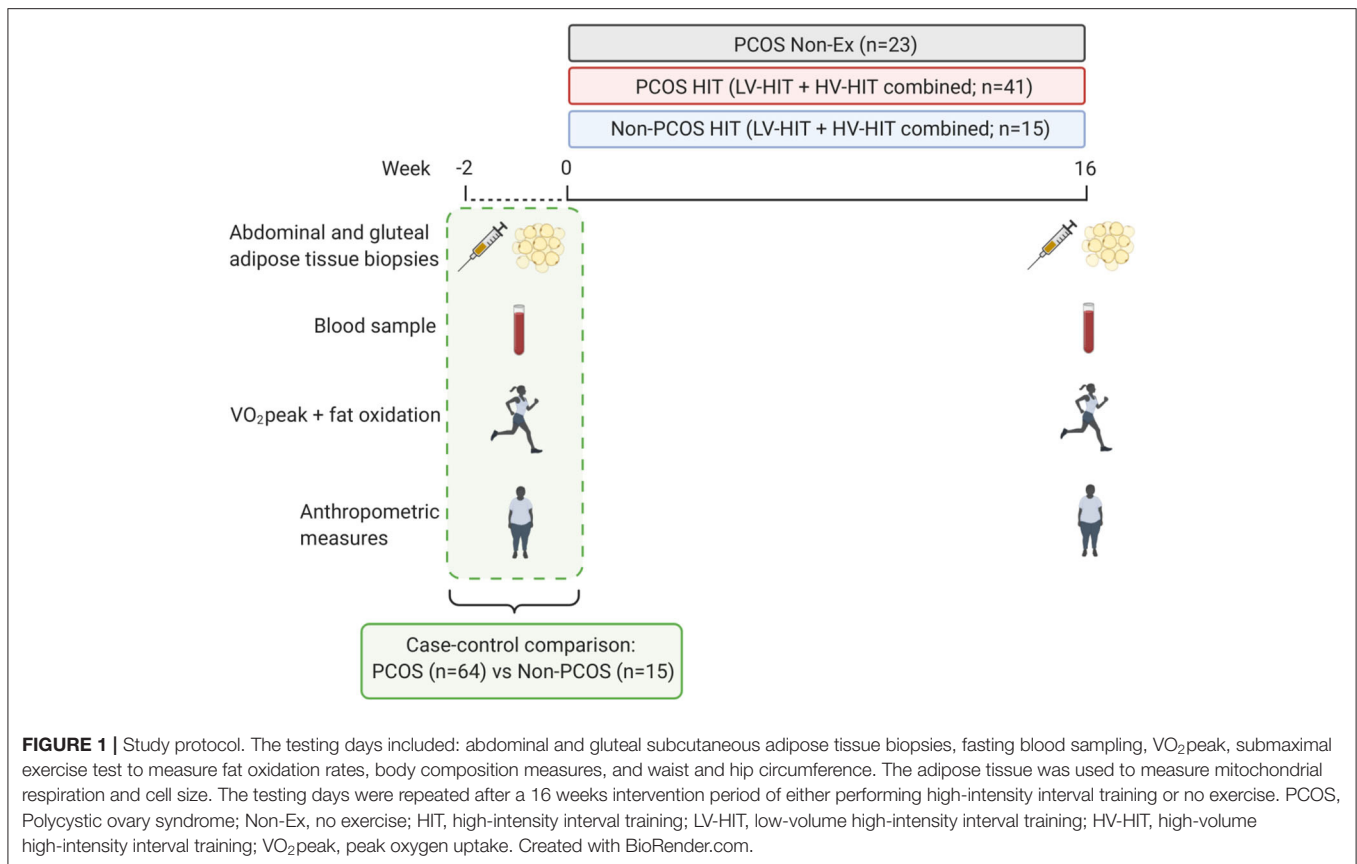 PCOS Non-Ex (n=23)
PCOS HIT (LV-HIT + HV-HIT combined; n=41)
Non-PCOS HIT (LV-HIT + HV-HIT combined; n=15)
Week -2 0 16
Abdominal and gluteal
adipose tissue biopsies
Blood sample
VO₂peak + fat oxidation
Anthropometric
measures
Case-control comparison:
PCOS (n=64) vs Non-PCOS (n=15)
FIGURE 1 | Study protocol. The testing days included: abdominal and gluteal subcutaneous adipose tissue biopsies, fasting blood sampling, VO₂peak, submaximal
exercise test to measure fat oxidation rates, body composition measures, and waist and hip circumference. The adipose tissue was used to measure mitochondrial
respiration and cell size. The testing days were repeated after a 16 weeks intervention period of either performing high-intensity interval training or no exercise. PCOS,
Polycystic ovary syndrome; Non-Ex, no exercise; HIT, high-intensity interval training; LV-HIT, low-volume high-intensity interval training; HV-HIT, high-volume
high-intensity interval training; VO₂peak, peak oxygen uptake. Created with BioRender.com.